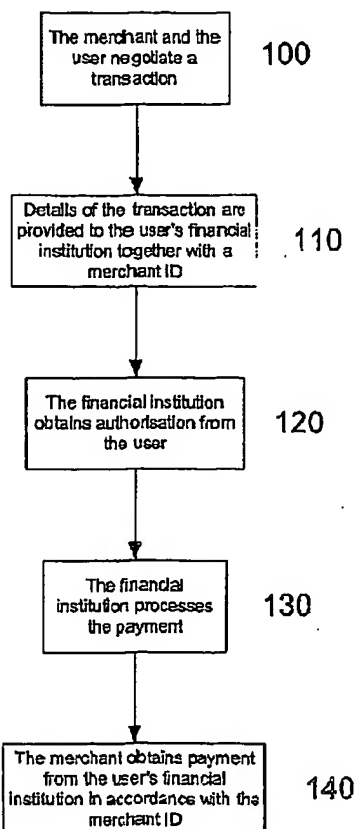 The merchant and the
user negotiate a
transaction
100
Details of the transaction are
provided to the user's financial
institution together with a
merchant ID
110
The financial institution
obtains authorisation from
the user
120
The financial
institution processes
the payment
130
The merchant obtains payment
from the user's financial
institution in accordance with the
merchant ID
140